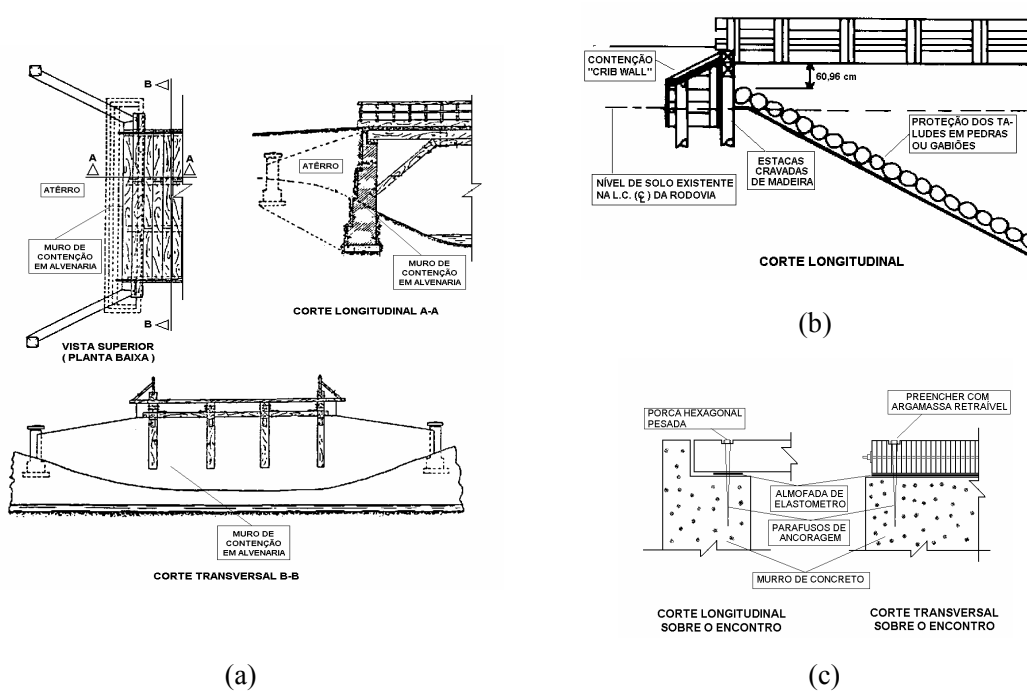 B
A
A
ATÊRRO
MURO DE
CONTENÇÃO
EM ALVENARIA
B
VISTA SUPERIOR
( PLANTA BAIXA )
ATÊRRO
MURO DE
CONTENÇÃO
EM ALVENARIA
CORTE LONGITUDINAL A-A
MURO DE
CONTENÇÃO
EM ALVENARIA
CORTE TRANSVERSAL B-B
(a)
CONTENÇÃO
"CRIB WALL"
60,96 cm
PROTEÇÃO DOS TA-
LUDES EM PEDRAS
OU GABIÕES
ESTACAS
CRAVADAS
DE MADEIRA
NÍVEL DE SOLO EXISTENTE
NA L.C. (℄) DA RODOVIA
CORTE LONGITUDINAL
(b)
PORCA HEXAGONAL
PESADA
PREENCHER COM
ARGAMASSA RETRAÍVEL
ALMOFADA DE
ELASTOMETRO
PARAFUSOS DE
ANCORAGEM
MURRO DE CONCRETO
CORTE LONGITUDINAL
SOBRE O ENCONTRO
CORTE TRANSVERSAL
SOBRE O ENCONTRO
(c)